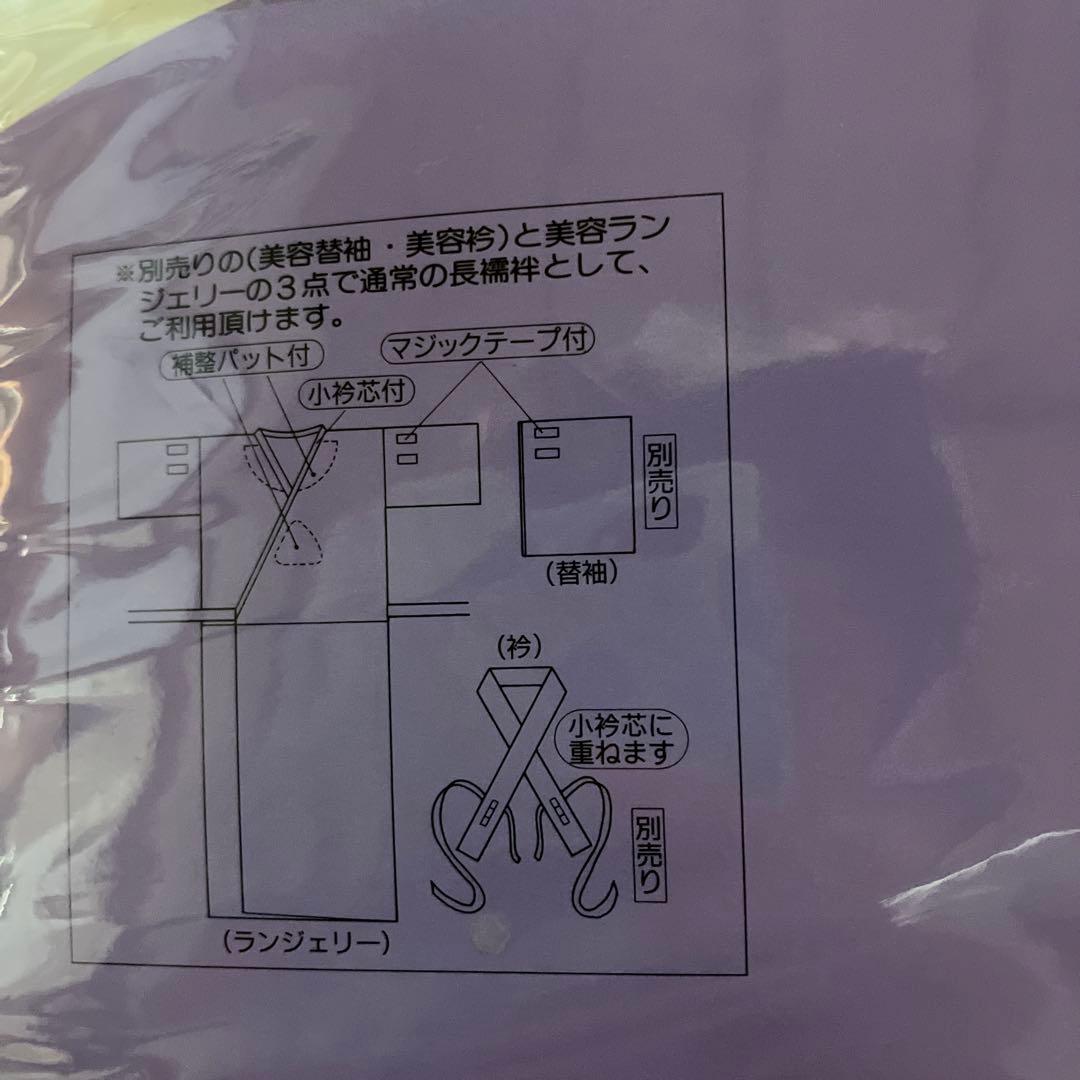 ※別売りの(美容替袖・美容衿)と美容ラン
ジェリーの3点で通常の長襦袢として、
ご利用頂けます。
補整パット付
マジックテープ付
小衿芯付
別売り
(替袖)
(衿)
小衿芯に
重ねます
別売り
(ランジェリー)